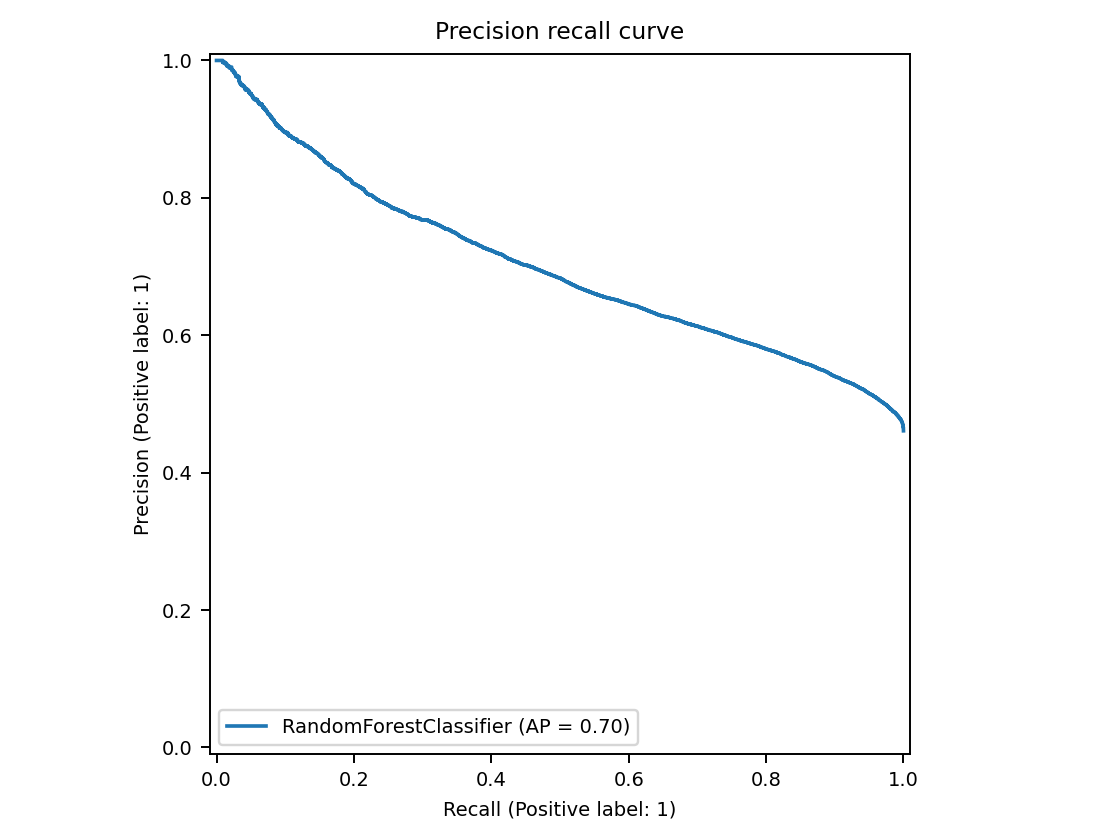 Precision recall curve
1.0
0.8
0.6
0.4
0.2
0.0
Precision (Positive label: 1)
RandomForestClassifier (AP = 0.70)
0.0 0.2 0.4 0.6 0.8 1.0
Recall (Positive label: 1)